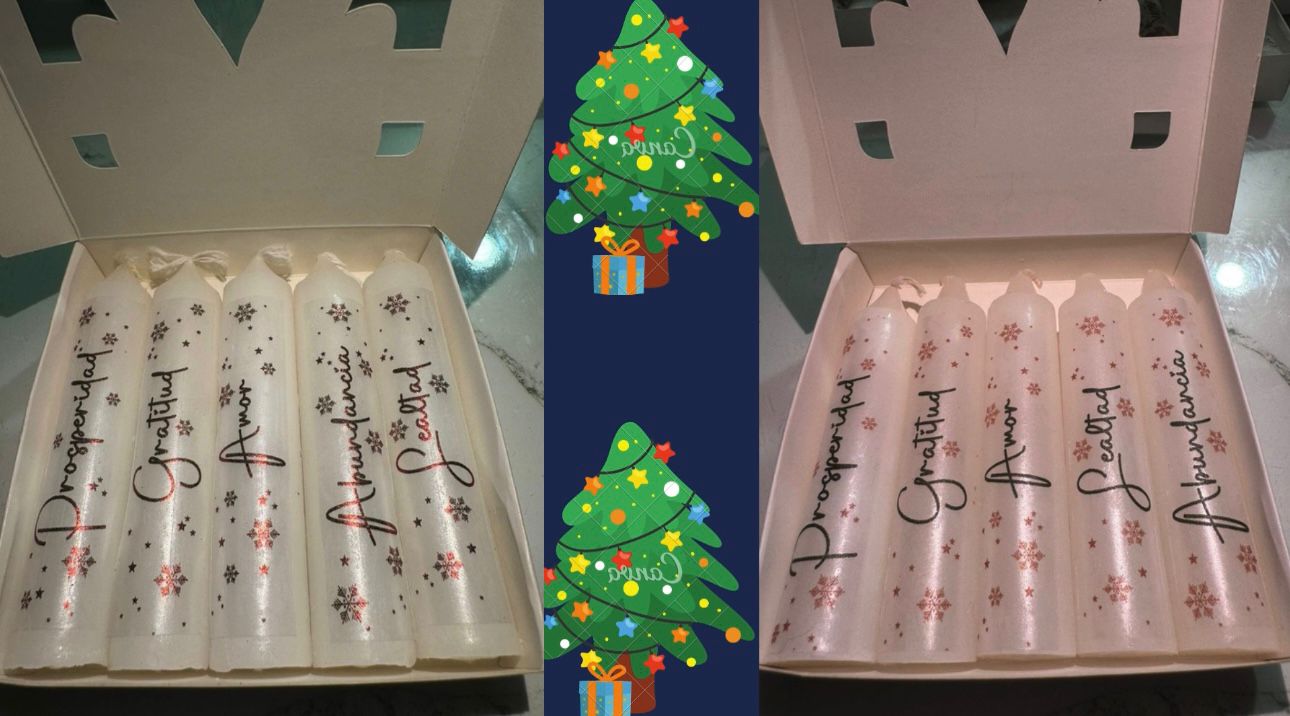 Prosperidad
Gratitud
Amor
Abundancia
Lealtad
Canva
Canva
Prosperidad
Gratitud
Amor
Lealtad
Abundancia